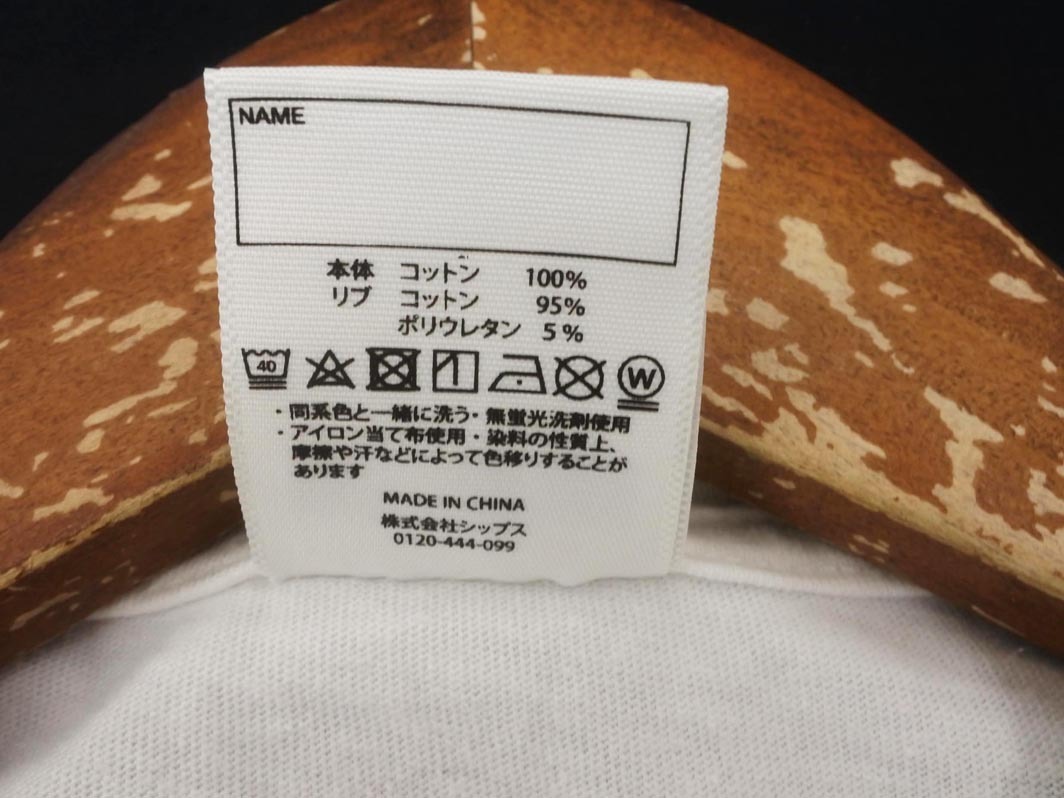 NAME
本体 コットン 100%
リブ コットン 95%
ポリウレタン 5%
40 W
・同系色と一緒に洗う・無蛍光洗剤使用
・アイロン当て布使用・染料の性質上、
摩擦や汗などによって色移りすることが
あります
MADE IN CHINA
株式会社シップス
0120-444-099